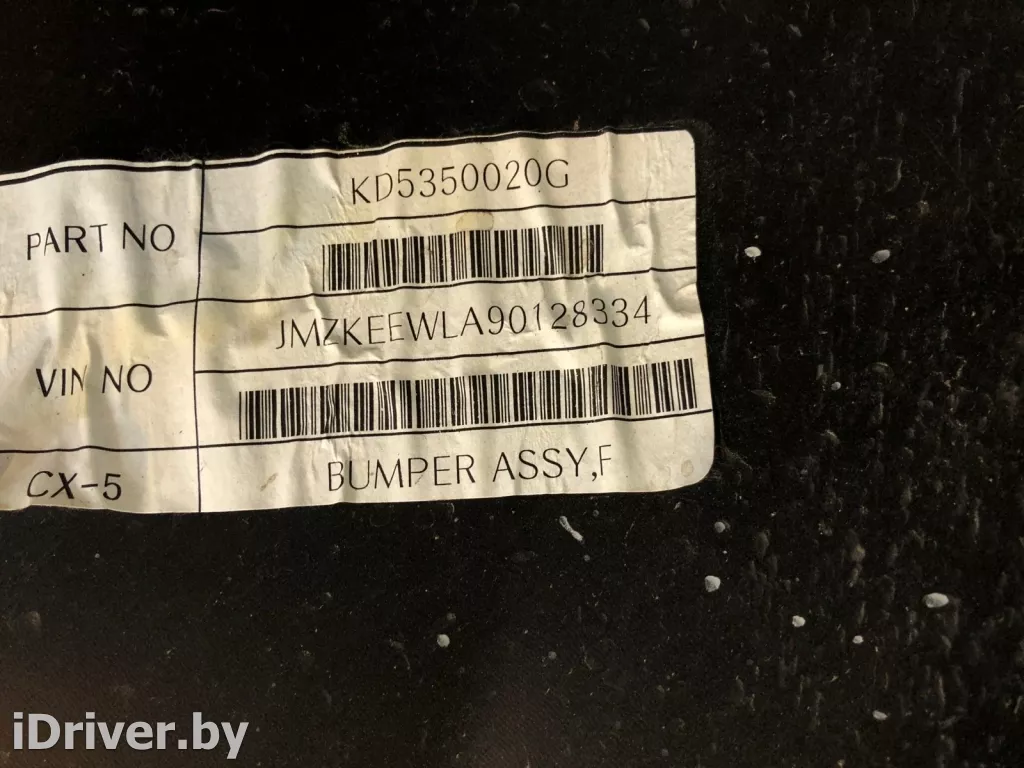 PART NO
KD5350020G
VIN NO
JMZKEEWLA90128334
CX-5
BUMPER ASSY,F
iDriver.by